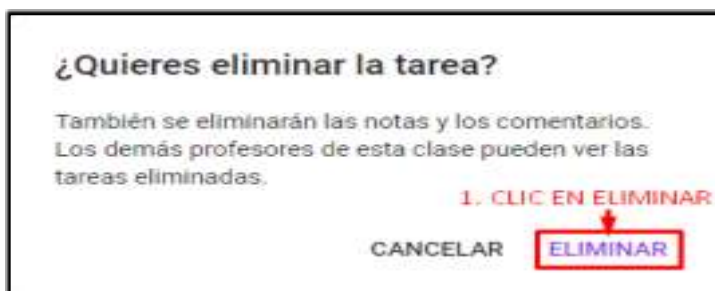 ¿Quieres eliminar la tarea?
También se eliminarán las notas y los comentarios.
Los demás profesores de esta clase pueden ver las
tareas eliminadas.
1. CLIC EN ELIMINAR
CANCELAR ELIMINAR